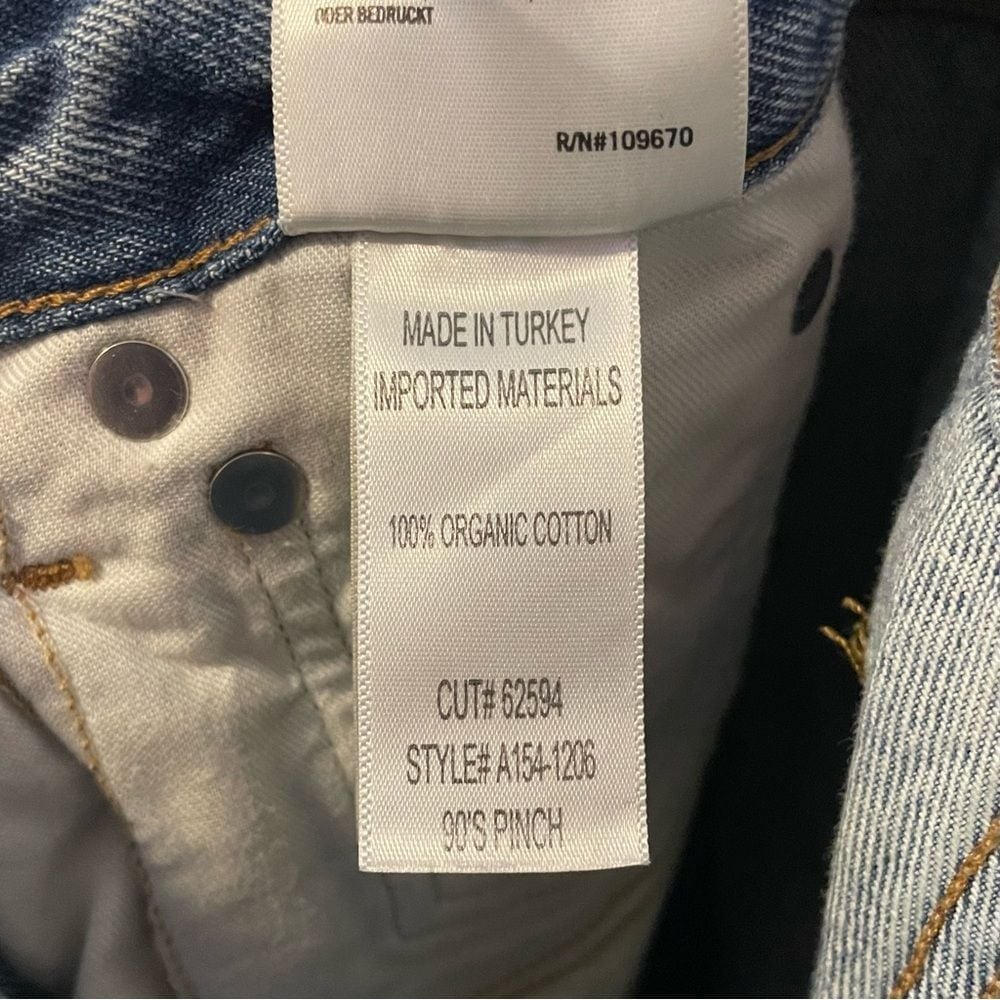 ODER BEDRUCKT
R/N#109670
MADE IN TURKEY
IMPORTED MATERIALS
100% ORGANIC COTTON
CUT# 62594
STYLE# A154-1206
90'S PINCH